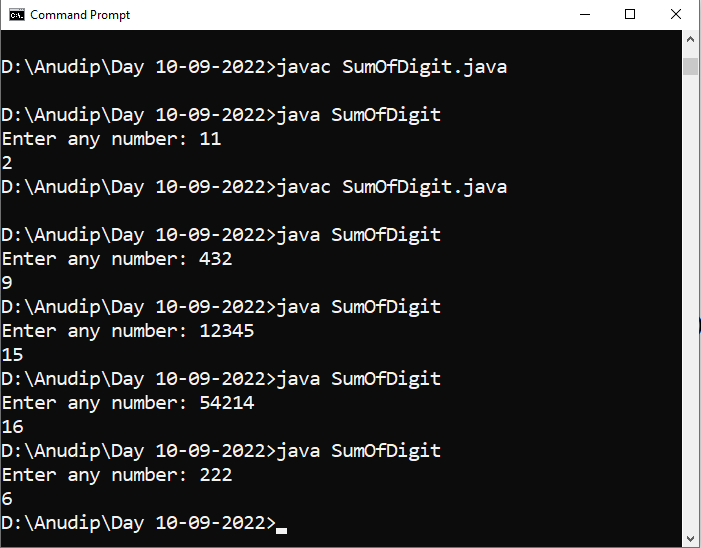 Command Prompt
D:\Anudip\Day 10-09-2022>javac SumOfDigit.java
D:\Anudip\Day 10-09-2022>java SumOfDigit
Enter any number: 11
2
D:\Anudip\Day 10-09-2022>javac SumOfDigit.java
D:\Anudip\Day 10-09-2022>java SumOfDigit
Enter any number: 432
9
D:\Anudip\Day 10-09-2022>java SumOfDigit
Enter any number: 12345
15
D:\Anudip\Day 10-09-2022>java SumOfDigit
Enter any number: 54214
16
D:\Anudip\Day 10-09-2022>java SumOfDigit
Enter any number: 222
6
D:\Anudip\Day 10-09-2022>